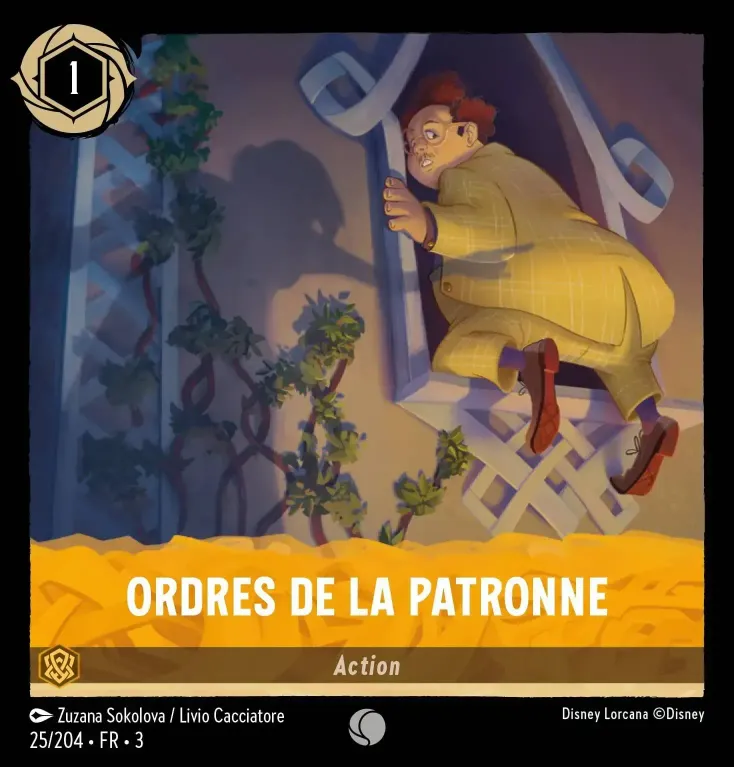 1
ORDRES DE LA PATRONNE
Action
Zuzana Sokolova / Livio Cacciatore
Disney Lorcana ©Disney
25/204 • FR • 3